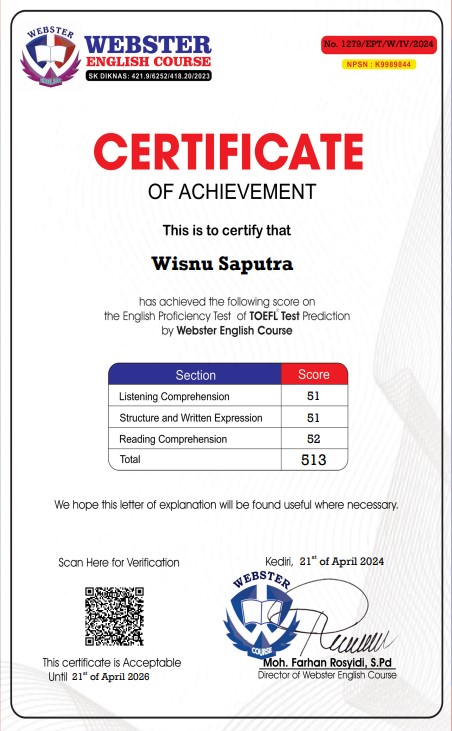 WEBSTER
COURSE
WEBSTER
ENGLISH COURSE
SK DIKNAS: 421.9/6252/418.20/2023
No. 1279/EPT/W/IV/2024
NPSN : K9989844
CERTIFICATE
OF ACHIEVEMENT
This is to certify that
Wisnu Saputra
has achieved the following score on
the English Proficiency Test of TOEFL® Test Prediction
by Webster English Course
Section Score
Listening Comprehension 51
Structure and Written Expression 51
Reading Comprehension 52
Total 513
We hope this letter of explanation will be found useful where necessary.
Scan Here for Verification
This certificate is Acceptable
Until 21st of April 2026
Kediri, 21st of April 2024
WEBSTER
COURSE
Moh. Farhan Rosyidi, S.Pd
Director of Webster English Course